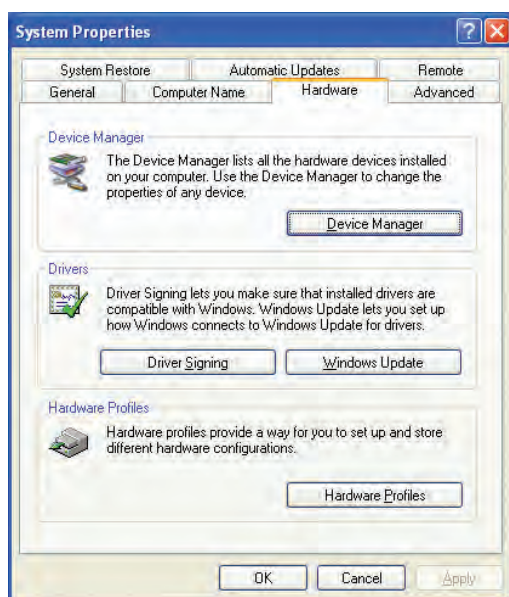 System Properties
System Restore Automatic Updates Remote
General Computer Name Hardware Advanced
Device Manager
The Device Manager lists all the hardware devices installed
on your computer. Use the Device Manager to change the
properties of any device.
Device Manager
Drivers
Driver Signing lets you make sure that installed drivers are
compatible with Windows. Windows Update lets you set up
how Windows connects to Windows Update for drivers.
Driver Signing Windows Update
Hardware Profiles
Hardware profiles provide a way for you to set up and store
different hardware configurations.
Hardware Profiles
OK Cancel Apply